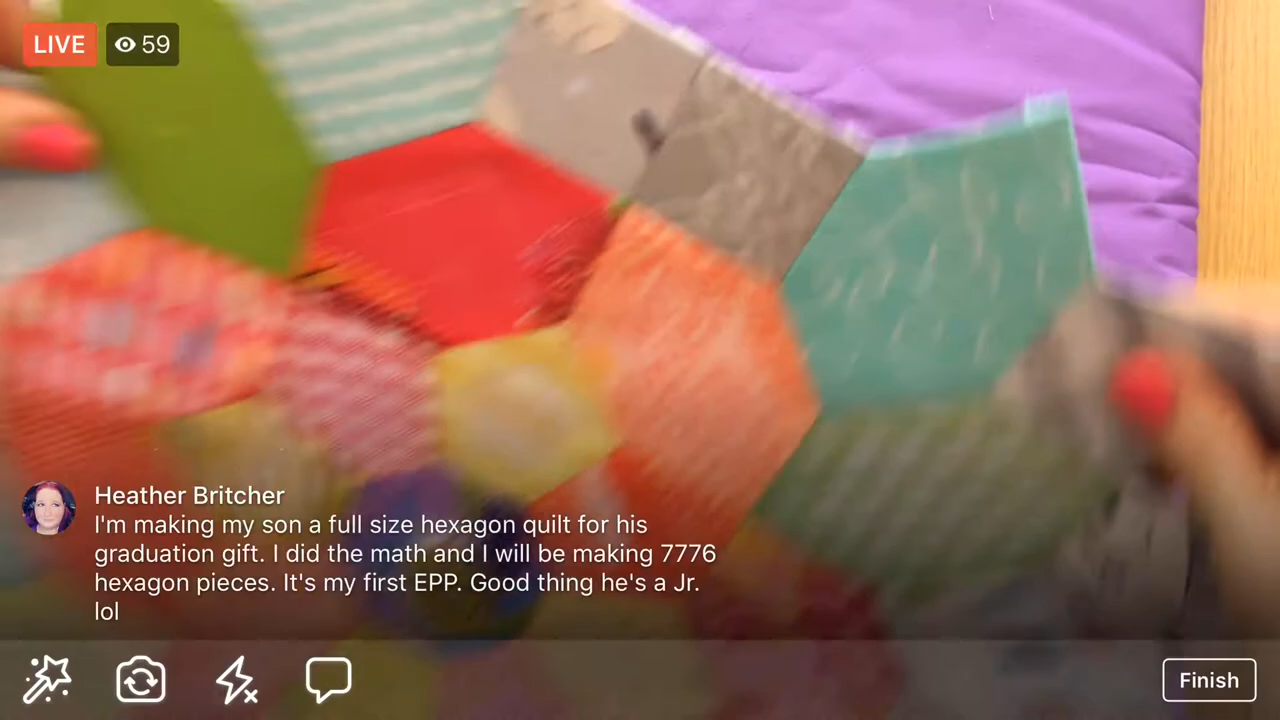 LIVE
59
Heather Britcher
I'm making my son a full size hexagon quilt for his
graduation gift. I did the math and I will be making 7776
hexagon pieces. It's my first EPP. Good thing he's a Jr.
lol
Finish